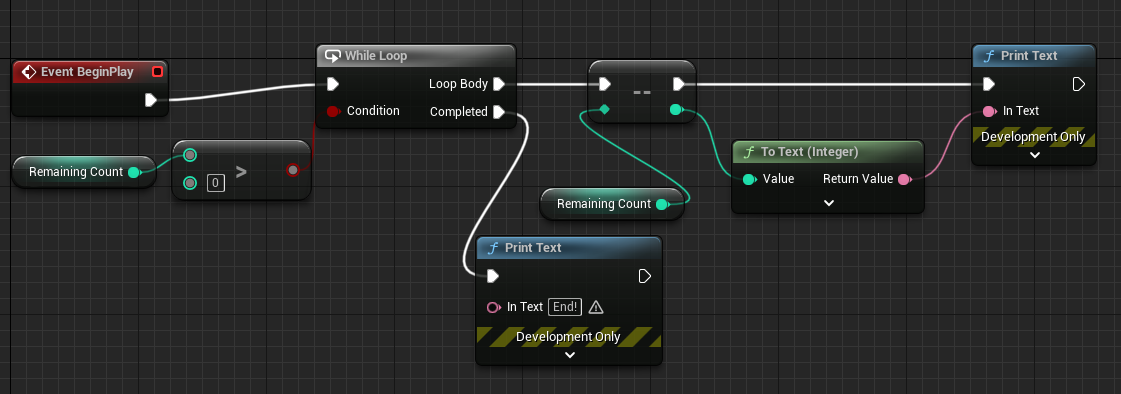 Event BeginPlay
While Loop
Loop Body
Condition
Completed
Remaining Count
>
0
--
Remaining Count
To Text (Integer)
Value
Return Value
Print Text
In Text
Development Only
Print Text
In Text End!
Development Only